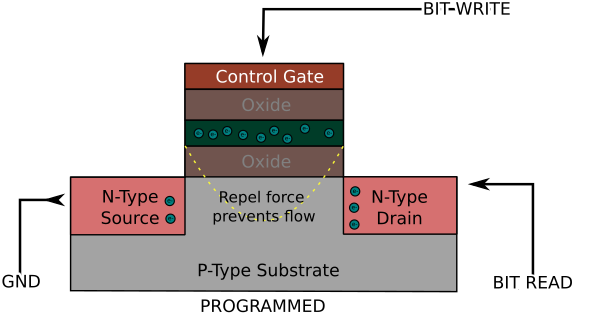 BIT-WRITE
Control Gate
Oxide
Oxide
N-Type
Source
Repel force
prevents flow
N-Type
Drain
P-Type Substrate
GND
BIT READ
PROGRAMMED